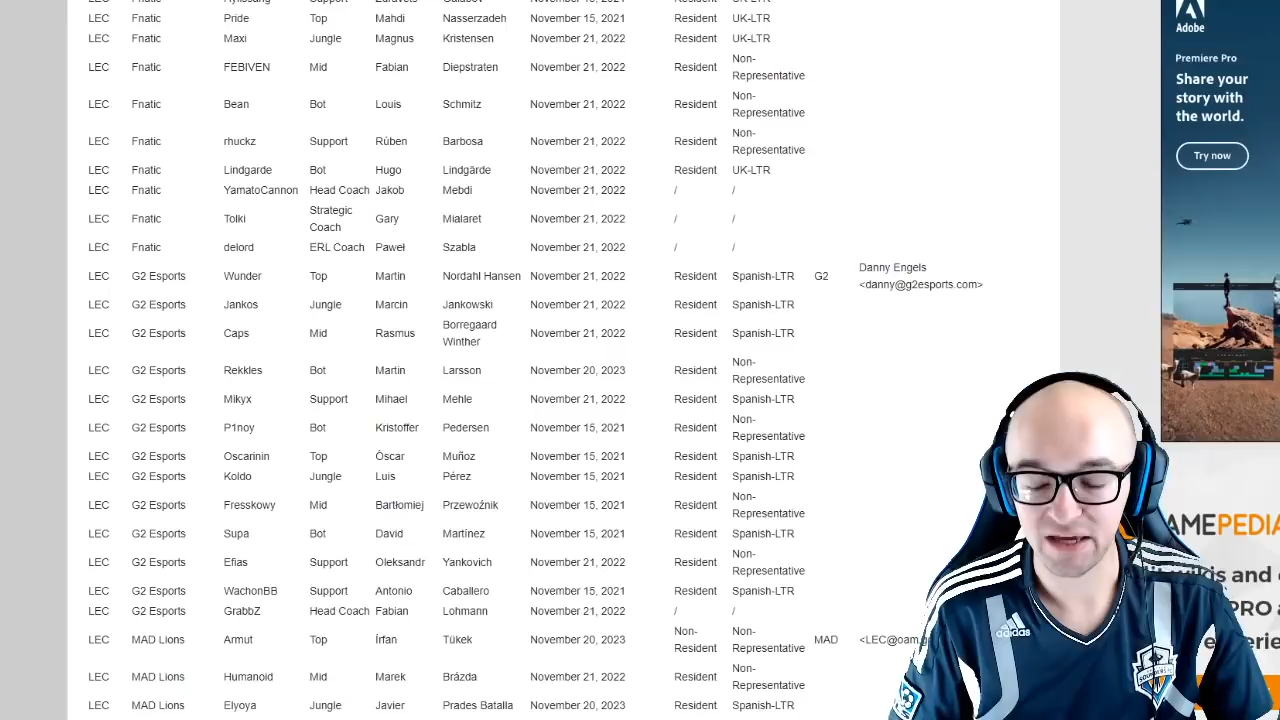 LEC Fnatic Support November 15, 2021 Resident UK-LTR
LEC Fnatic Pride Top Mahdi Nasserzadeh November 15, 2021 Resident UK-LTR
LEC Fnatic Maxi Jungle Magnus Kristensen November 21, 2022 Resident UK-LTR
LEC Fnatic FEBIVEN Mid Fabian Diepstraten November 21, 2022 Resident Non-
Representative
LEC Fnatic Bean Bot Louis Schmitz November 21, 2022 Resident Non-
Representative
LEC Fnatic rhuckz Support Rúben Barbosa November 21, 2022 Resident Non-
Representative
LEC Fnatic Lindgarde Bot Hugo Lindgärde November 21, 2022 Resident UK-LTR
LEC Fnatic YamatoCannon Head Coach Jakob Mebdi November 21, 2022 / /
LEC Fnatic Tolki Strategic
Coach Gary Mialaret November 21, 2022 / /
LEC Fnatic delord ERL Coach Paweł Szabla November 21, 2022 / /
LEC G2 Esports Wunder Top Martin Nordahl Hansen November 21, 2022 Resident Spanish-LTR G2 Danny Engels
<danny@g2esports.com>
LEC G2 Esports Jankos Jungle Marcin Jankowski November 21, 2022 Resident Spanish-LTR
LEC G2 Esports Caps Mid Rasmus Borregaard
Winther November 21, 2022 Resident Spanish-LTR
LEC G2 Esports Rekkles Bot Martin Larsson November 20, 2023 Resident Non-
Representative
LEC G2 Esports Mikyx Support Mihael Mehle November 21, 2022 Resident Spanish-LTR
LEC G2 Esports P1noy Bot Kristoffer Pedersen November 15, 2021 Resident Non-
Representative
LEC G2 Esports Oscarinin Top Óscar Muñoz November 15, 2021 Resident Spanish-LTR
LEC G2 Esports Koldo Jungle Luis Pérez November 15, 2021 Resident Spanish-LTR
LEC G2 Esports Fresskowy Mid Bartłomiej Przewoźnik November 15, 2021 Resident Non-
Representative
LEC G2 Esports Supa Bot David Martínez November 15, 2021 Resident Spanish-LTR
LEC G2 Esports Efias Support Oleksandr Yankovich November 21, 2022 Resident Non-
Representative
LEC G2 Esports WachonBB Support Antonio Caballero November 21, 2022 Resident Spanish-LTR
LEC G2 Esports GrabbZ Head Coach Fabian Lohmann November 21, 2022 / /
LEC MAD Lions Armut Top İrfan Tükek November 20, 2023 Non-
Resident Non-
Representative MAD <LEC@oam.g
LEC MAD Lions Humanoid Mid Marek Brázda November 21, 2022 Resident Non-
Representative
LEC MAD Lions Elyoya Jungle Javier Prades Batalla November 20, 2023 Resident Spanish-LTR
Adobe
Premiere Pro
Share your
story with
the world.
Try now
AMEPEDIA
wikis and
PRO
adidas
SOUNDERS FC